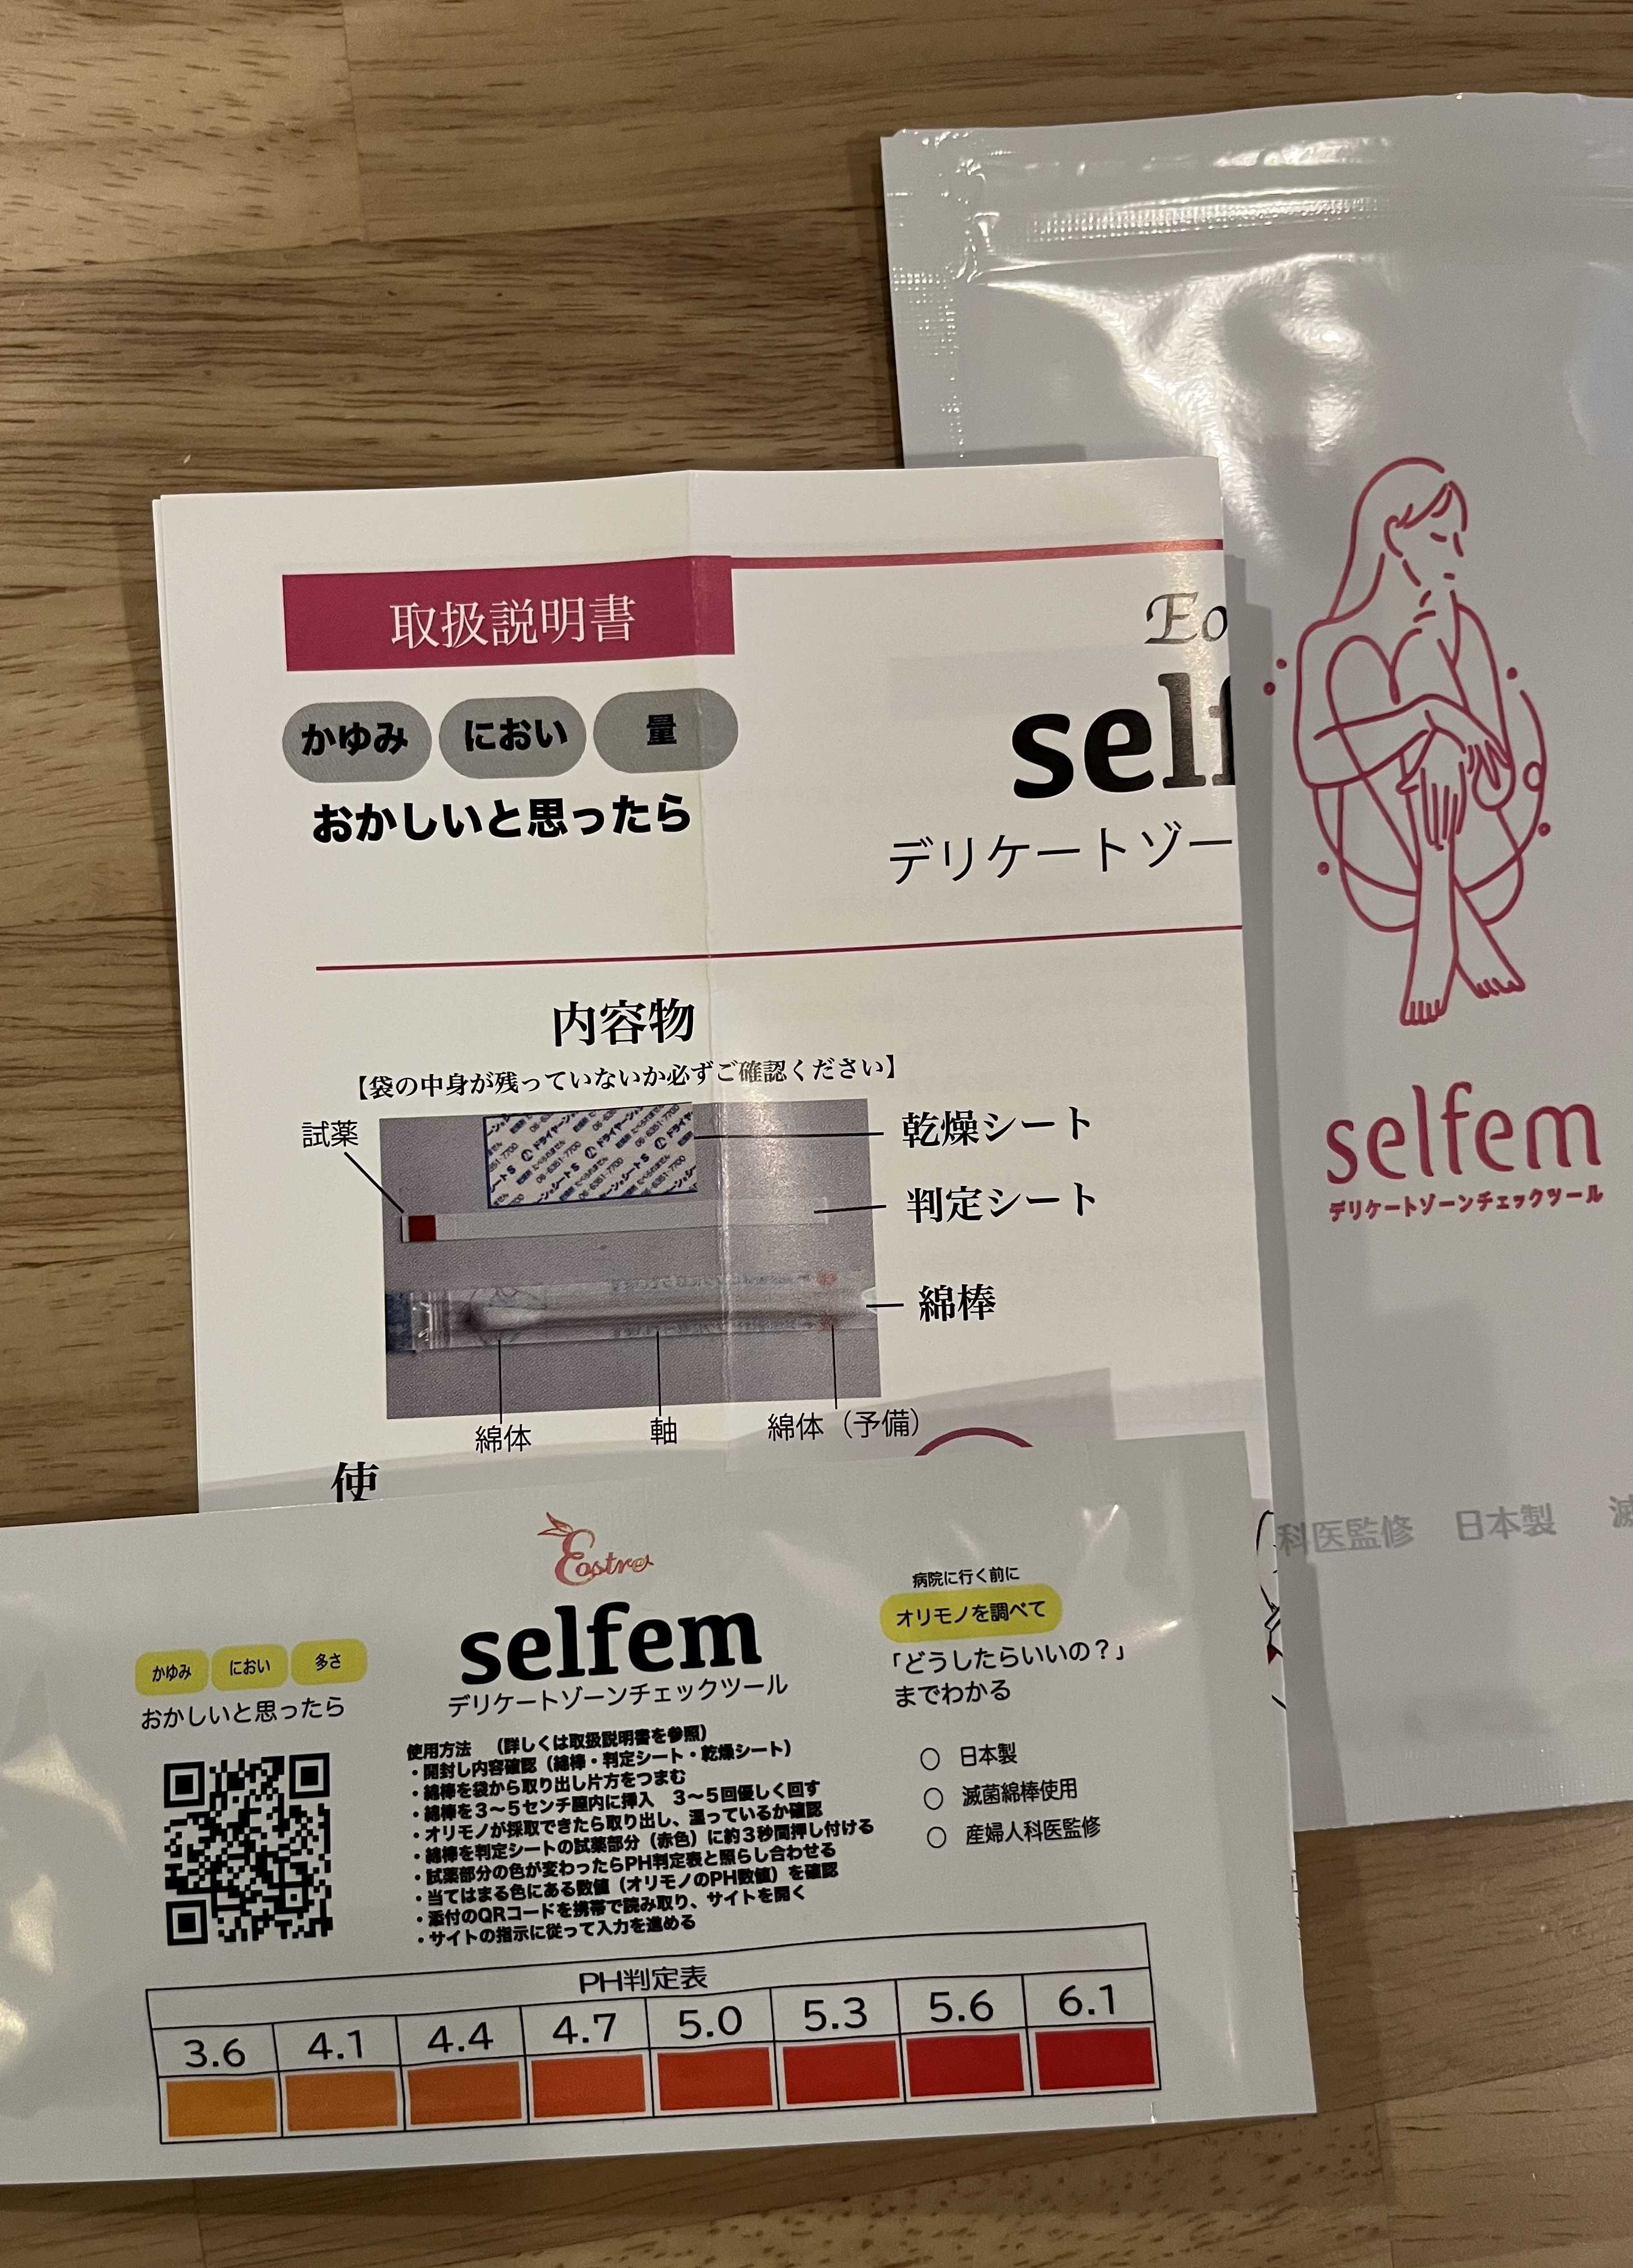 取扱説明書
かゆみ におい 量
おかしいと思ったら
Eo
self
デリケートゾー
内容物
【袋の中身が残っていないか必ずご確認ください】
試薬
乾燥シート
判定シート
綿棒
綿体 軸 綿体（予備）
使
selfem
デリケートゾーンチェックツール
科医監修 日本製 滅
Eostre
selfem
デリケートゾーンチェックツール
かゆみ におい 多さ
おかしいと思ったら
病院に行く前に
オリモノを調べて
「どうしたらいいの？」
までわかる
○ 日本製
○ 滅菌綿棒使用
○ 産婦人科医監修
使用方法 （詳しくは取扱説明書を参照）
・開封し内容確認（綿棒・判定シート・乾燥シート）
・綿棒を袋から取り出し片方をつまむ
・綿棒を３～５センチ膣内に挿入 ３～５回優しく回す
・オリモノが採取できたら取り出し、湿っているか確認
・綿棒を判定シートの試薬部分（赤色）に約３秒間押し付ける
・試薬部分の色が変わったらPH判定表と照らし合わせる
・当てはまる色にある数値（オリモノのPH数値）を確認
・添付のQRコードを携帯で読み取り、サイトを開く
・サイトの指示に従って入力を進める
PH判定表
3.6 4.1 4.4 4.7 5.0 5.3 5.6 6.1